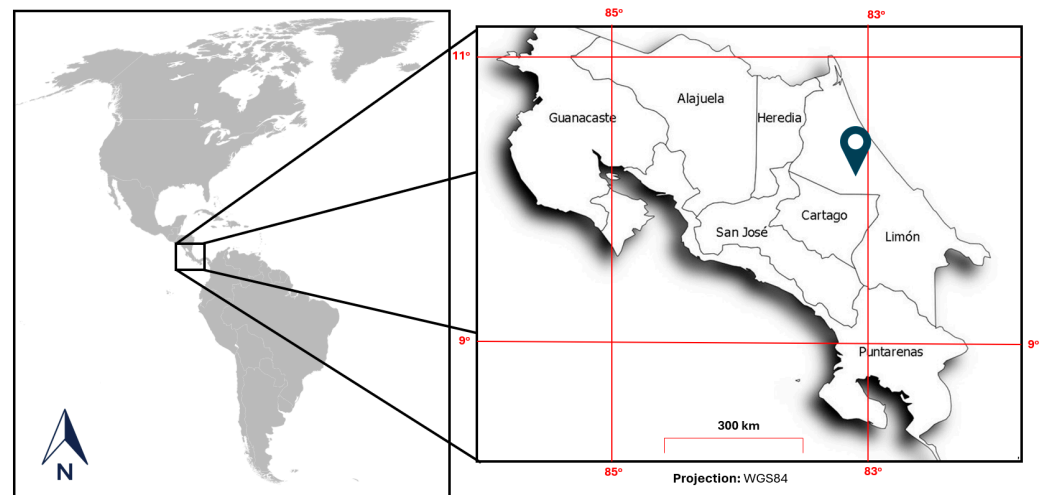 85º
83º
11º
Alajuela
Guanacaste
Heredia
Cartago
San José
Limón
9º
9º
Puntarenas
300 km
N
85º
83º
Projection: WGS84